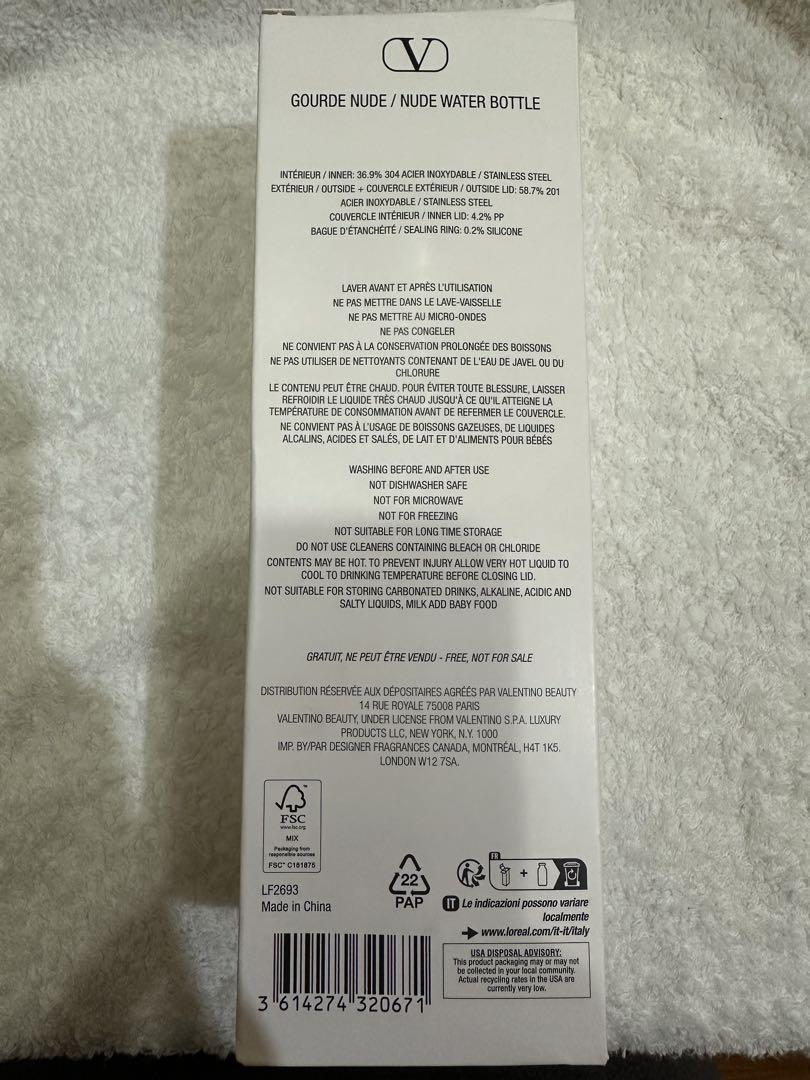 V
GOURDE NUDE / NUDE WATER BOTTLE
INTÉRIEUR / INNER: 36.9% 304 ACIER INOXYDABLE / STAINLESS STEEL
EXTÉRIEUR / OUTSIDE + COUVERCLE EXTÉRIEUR / OUTSIDE LID: 58.7% 201
ACIER INOXYDABLE / STAINLESS STEEL
COUVERCLE INTÉRIEUR / INNER LID: 4.2% PP
BAGUE D'ÉTANCHÉITÉ / SEALING RING: 0.2% SILICONE
LAVER AVANT ET APRÈS L'UTILISATION
NE PAS METTRE DANS LE LAVE-VAISSELLE
NE PAS METTRE AU MICRO-ONDES
NE PAS CONGELER
NE CONVIENT PAS À LA CONSERVATION PROLONGÉE DES BOISSONS
NE PAS UTILISER DE NETTOYANTS CONTENANT DE L'EAU DE JAVEL OU DU
CHLORURE
LE CONTENU PEUT ÊTRE CHAUD. POUR ÉVITER TOUTE BLESSURE, LAISSER
REFROIDIR LE LIQUIDE TRÈS CHAUD JUSQU'À CE QU'IL ATTEIGNE LA
TEMPÉRATURE DE CONSOMMATION AVANT DE REFERMER LE COUVERCLE.
NE CONVIENT PAS À L'USAGE DE BOISSONS GAZEUSES, DE LIQUIDES
ALCALINS, ACIDES ET SALÉS, DE LAIT ET D'ALIMENTS POUR BÉBÉS
WASHING BEFORE AND AFTER USE
NOT DISHWASHER SAFE
NOT FOR MICROWAVE
NOT FOR FREEZING
NOT SUITABLE FOR LONG TIME STORAGE
DO NOT USE CLEANERS CONTAINING BLEACH OR CHLORIDE
CONTENTS MAY BE HOT. TO PREVENT INJURY ALLOW VERY HOT LIQUID TO
COOL TO DRINKING TEMPERATURE BEFORE CLOSING LID.
NOT SUITABLE FOR STORING CARBONATED DRINKS, ALKALINE, ACIDIC AND
SALTY LIQUIDS, MILK ADD BABY FOOD
GRATUIT, NE PEUT ÊTRE VENDU - FREE, NOT FOR SALE
DISTRIBUTION RÉSERVÉE AUX DÉPOSITAIRES AGRÉÉS PAR VALENTINO BEAUTY
14 RUE ROYALE 75008 PARIS
VALENTINO BEAUTY, UNDER LICENSE FROM VALENTINO S.P.A. LUXURY
PRODUCTS LLC, NEW YORK, N.Y. 1000
IMP. BY/PAR DESIGNER FRAGRANCES CANADA, MONTRÉAL, H4T 1K5.
LONDON W12 7SA.
FSC
www.fsc.org
MIX
Packaging from
responsible sources
FSC™ C181875
LF2693
Made in China
22
PAP
FR
+
IT Le indicazioni possono variare
localmente
www.loreal.com/it-it/italy
USA DISPOSAL ADVISORY:
This product packaging may or may not
be collected in your local community.
Actual recycling rates in the USA are
currently very low.
3 614274 320671